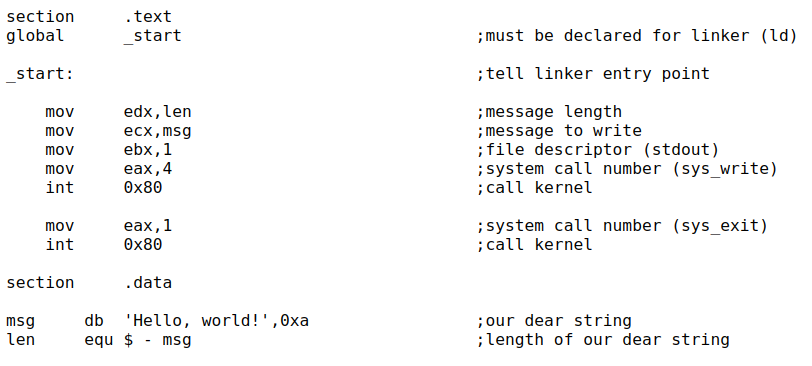 section     .text
global      _start                              ;must be declared for linker (ld)
_start:                                         ;tell linker entry point
    mov     edx,len                             ;message length
    mov     ecx,msg                             ;message to write
    mov     ebx,1                               ;file descriptor (stdout)
    mov     eax,4                               ;system call number (sys_write)
    int     0x80                                ;call kernel
    mov     eax,1                               ;system call number (sys_exit)
    int     0x80                                ;call kernel
section     .data
msg     db  'Hello, world!',0xa                 ;our dear string
len     equ $ - msg                             ;length of our dear string